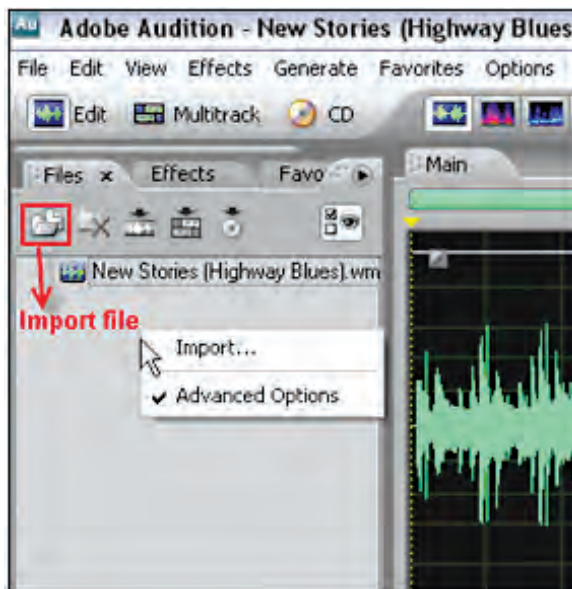 Au Adobe Audition - New Stories (Highway Blues
File Edit View Effects Generate Favorites Options
Edit Multitrack CD
Files x Effects Favo Main
New Stories (Highway Blues).wm
Import file
Import...
Advanced Options